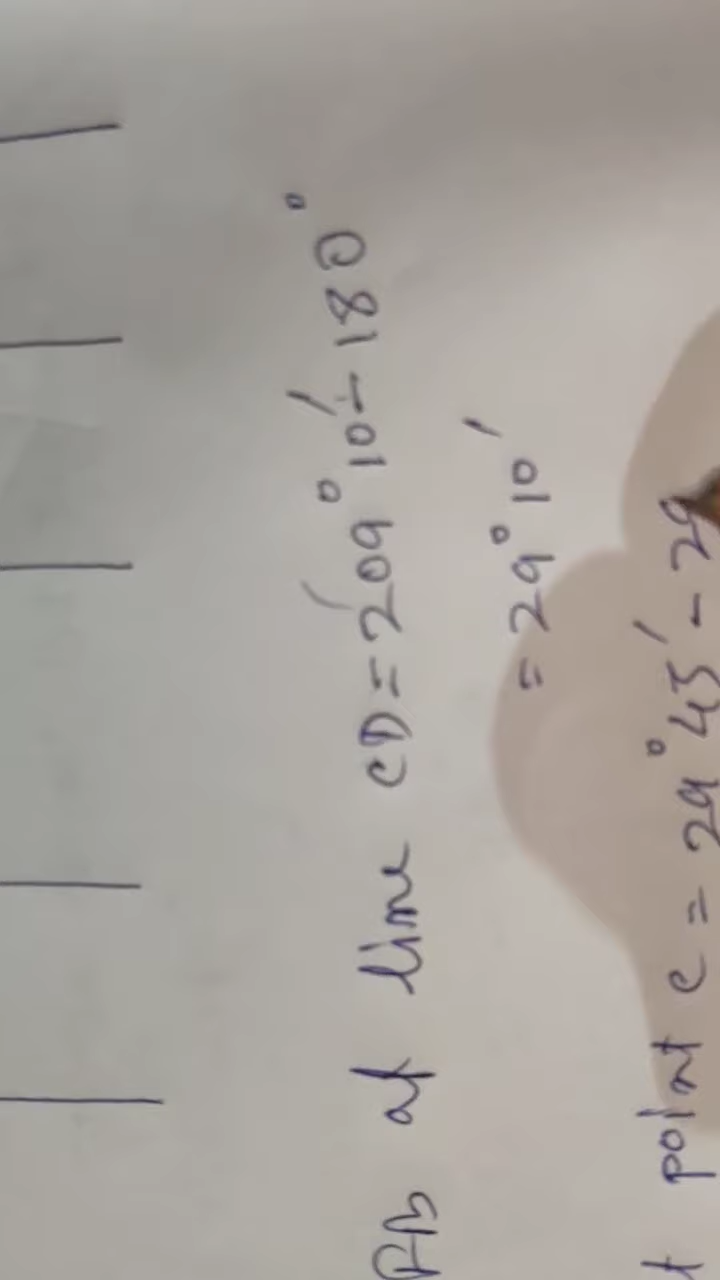 FB of line CD = 209°10' - 180°
= 29°10'
t point c = 29°45' - 29